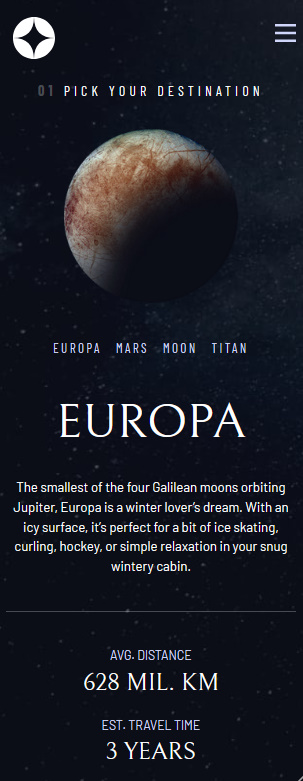 01 PICK YOUR DESTINATION
EUROPA MARS MOON TITAN
EUROPA
The smallest of the four Galilean moons orbiting
Jupiter, Europa is a winter lover’s dream. With an
icy surface, it’s perfect for a bit of ice skating,
curling, hockey, or simple relaxation in your snug
wintery cabin.
AVG. DISTANCE
628 MIL. KM
EST. TRAVEL TIME
3 YEARS